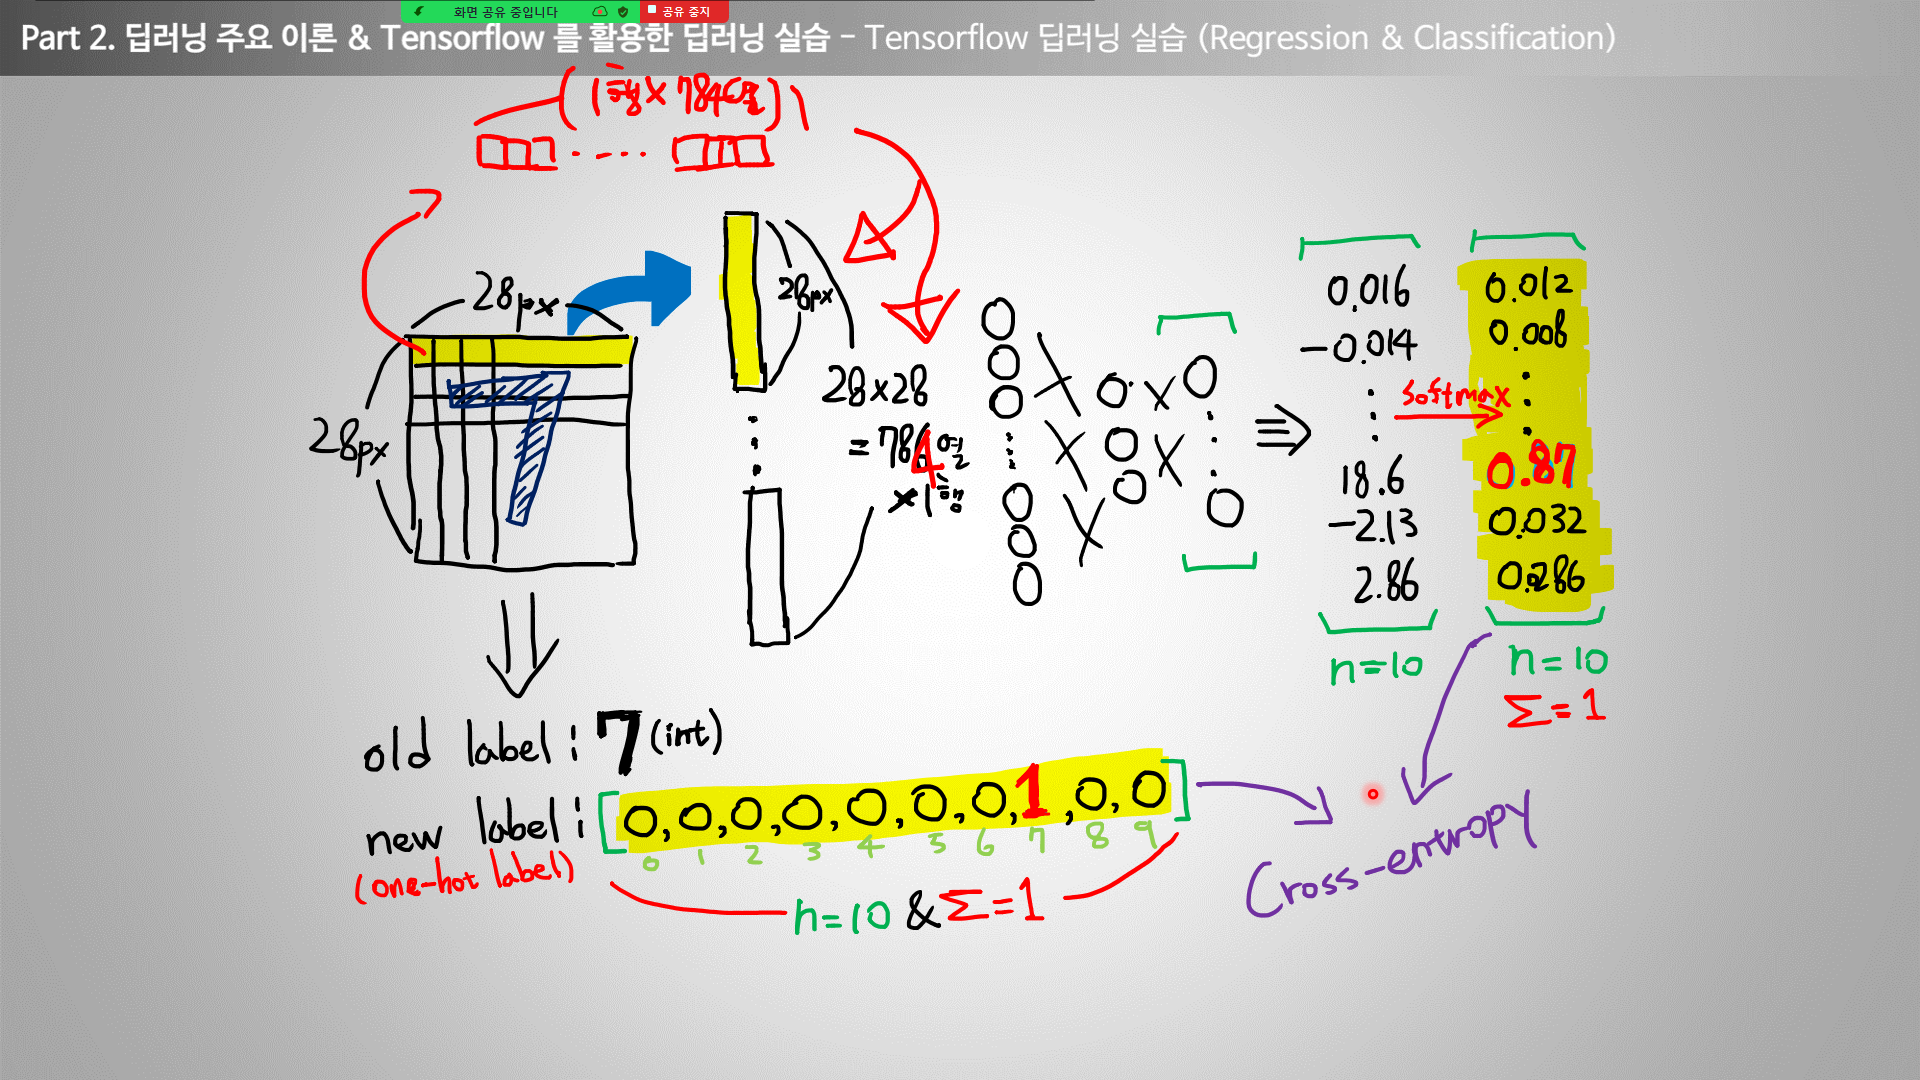 화면 공유 중입니다
공유 중지
Part 2. 딥러닝 주요 이론 & Tensorflow 를 활용한 딥러닝 실습 - Tensorflow 딥러닝 실습 (Regression & Classification)
(1행 x 784열)
28px
28px
28px
28x28
= 784열
x1행
0.016
-0.014
18.6
-2.13
2.86
n=10
softmax
0.012
0.008
0.87
0.032
0.286
n=10
Σ=1
old label : 7 (int)
new label : [0, 0, 0, 0, 0, 0, 0, 1, 0, 0]
0 1 2 3 4 5 6 7 8 9
(one-hot label)
n=10 & Σ=1
Cross-entropy